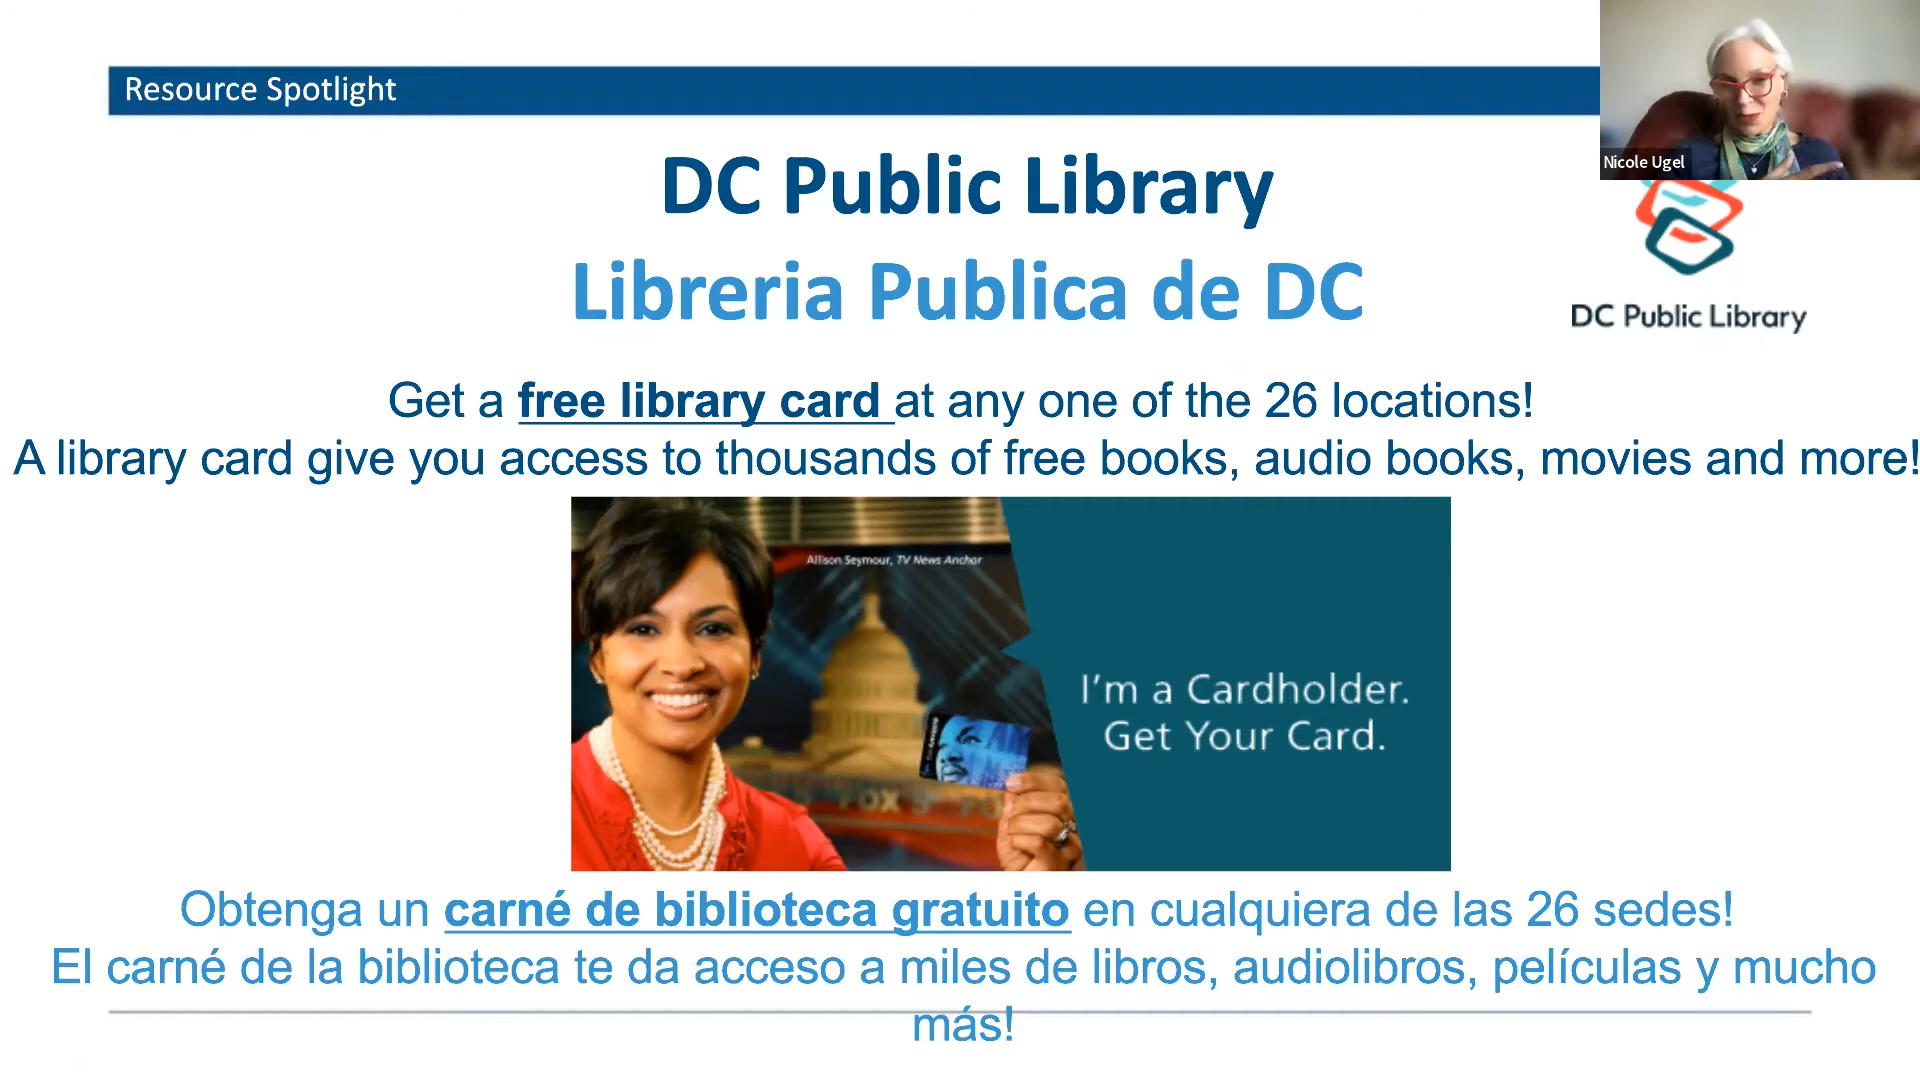 Resource Spotlight
Nicole Ugel
DC Public Library
Libreria Publica de DC
DC Public Library
Get a free library card at any one of the 26 locations!
A library card give you access to thousands of free books, audio books, movies and more!
Allison Seymour, TV News Anchor
I'm a Cardholder.
Get Your Card.
FOX 5
Obtenga un carné de biblioteca gratuito en cualquiera de las 26 sedes!
El carné de la biblioteca te da acceso a miles de libros, audiolibros, películas y mucho
más!